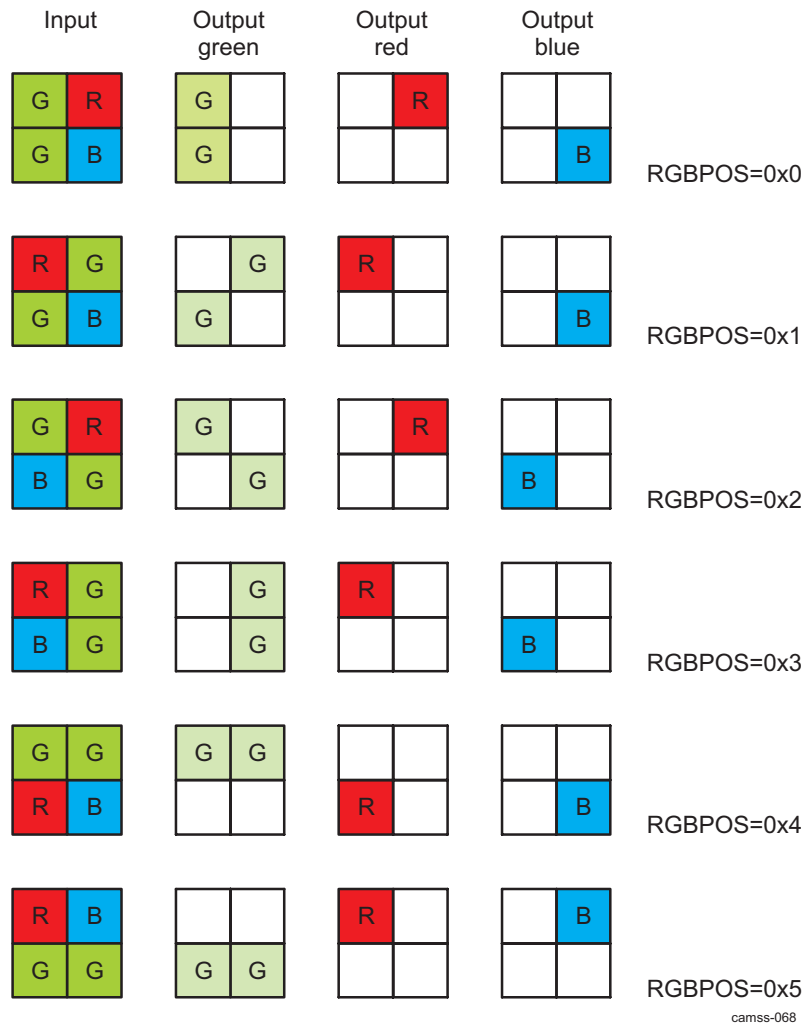 Input Output green Output red Output blue
G R G R
G B G B
RGBPOS=0x0
R G G R
G B G B
RGBPOS=0x1
G R G R
B G G B
RGBPOS=0x2
R G G R
B G G B
RGBPOS=0x3
G G G G
R B R B
RGBPOS=0x4
R B R B
G G G G
RGBPOS=0x5
camss-068